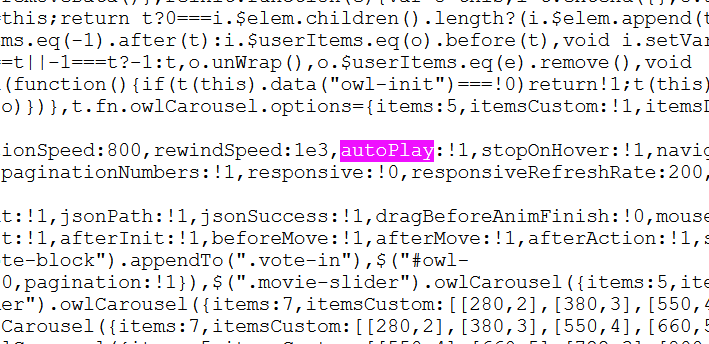 =this;return t?0===i.$elem.children().length?(i.$elem.append(t
ms.eq(-1).after(t):i.$userItems.eq(o).before(t),void i.setVar
=t||-1===t?-1:t,o.unWrap(),o.$userItems.eq(e).remove(),void
(function(){if(t(this).data("owl-init")===!0)return!1;t(this)
o)})},t.fn.owlCarousel.options={items:5,itemsCustom:!1,itemsD
ionSpeed:800,rewindSpeed:1e3,autoPlay:!1,stopOnHover:!1,navig
paginationNumbers:!1,responsive:!0,responsiveRefreshRate:200,
t:!1,jsonPath:!1,jsonSuccess:!1,dragBeforeAnimFinish:!0,mouse
t:!1,afterInit:!1,beforeMove:!1,afterMove:!1,afterAction:!1,s
te-block").appendTo(".vote-in"),$("#owl-
0,pagination:!1}),$(".movie-slider").owlCarousel({items:5,ite
er").owlCarousel({items:7,itemsCustom:[[280,2],[380,3],[550,4
Carousel({items:7,itemsCustom:[[280,2],[380,3],[550,4],[660,5